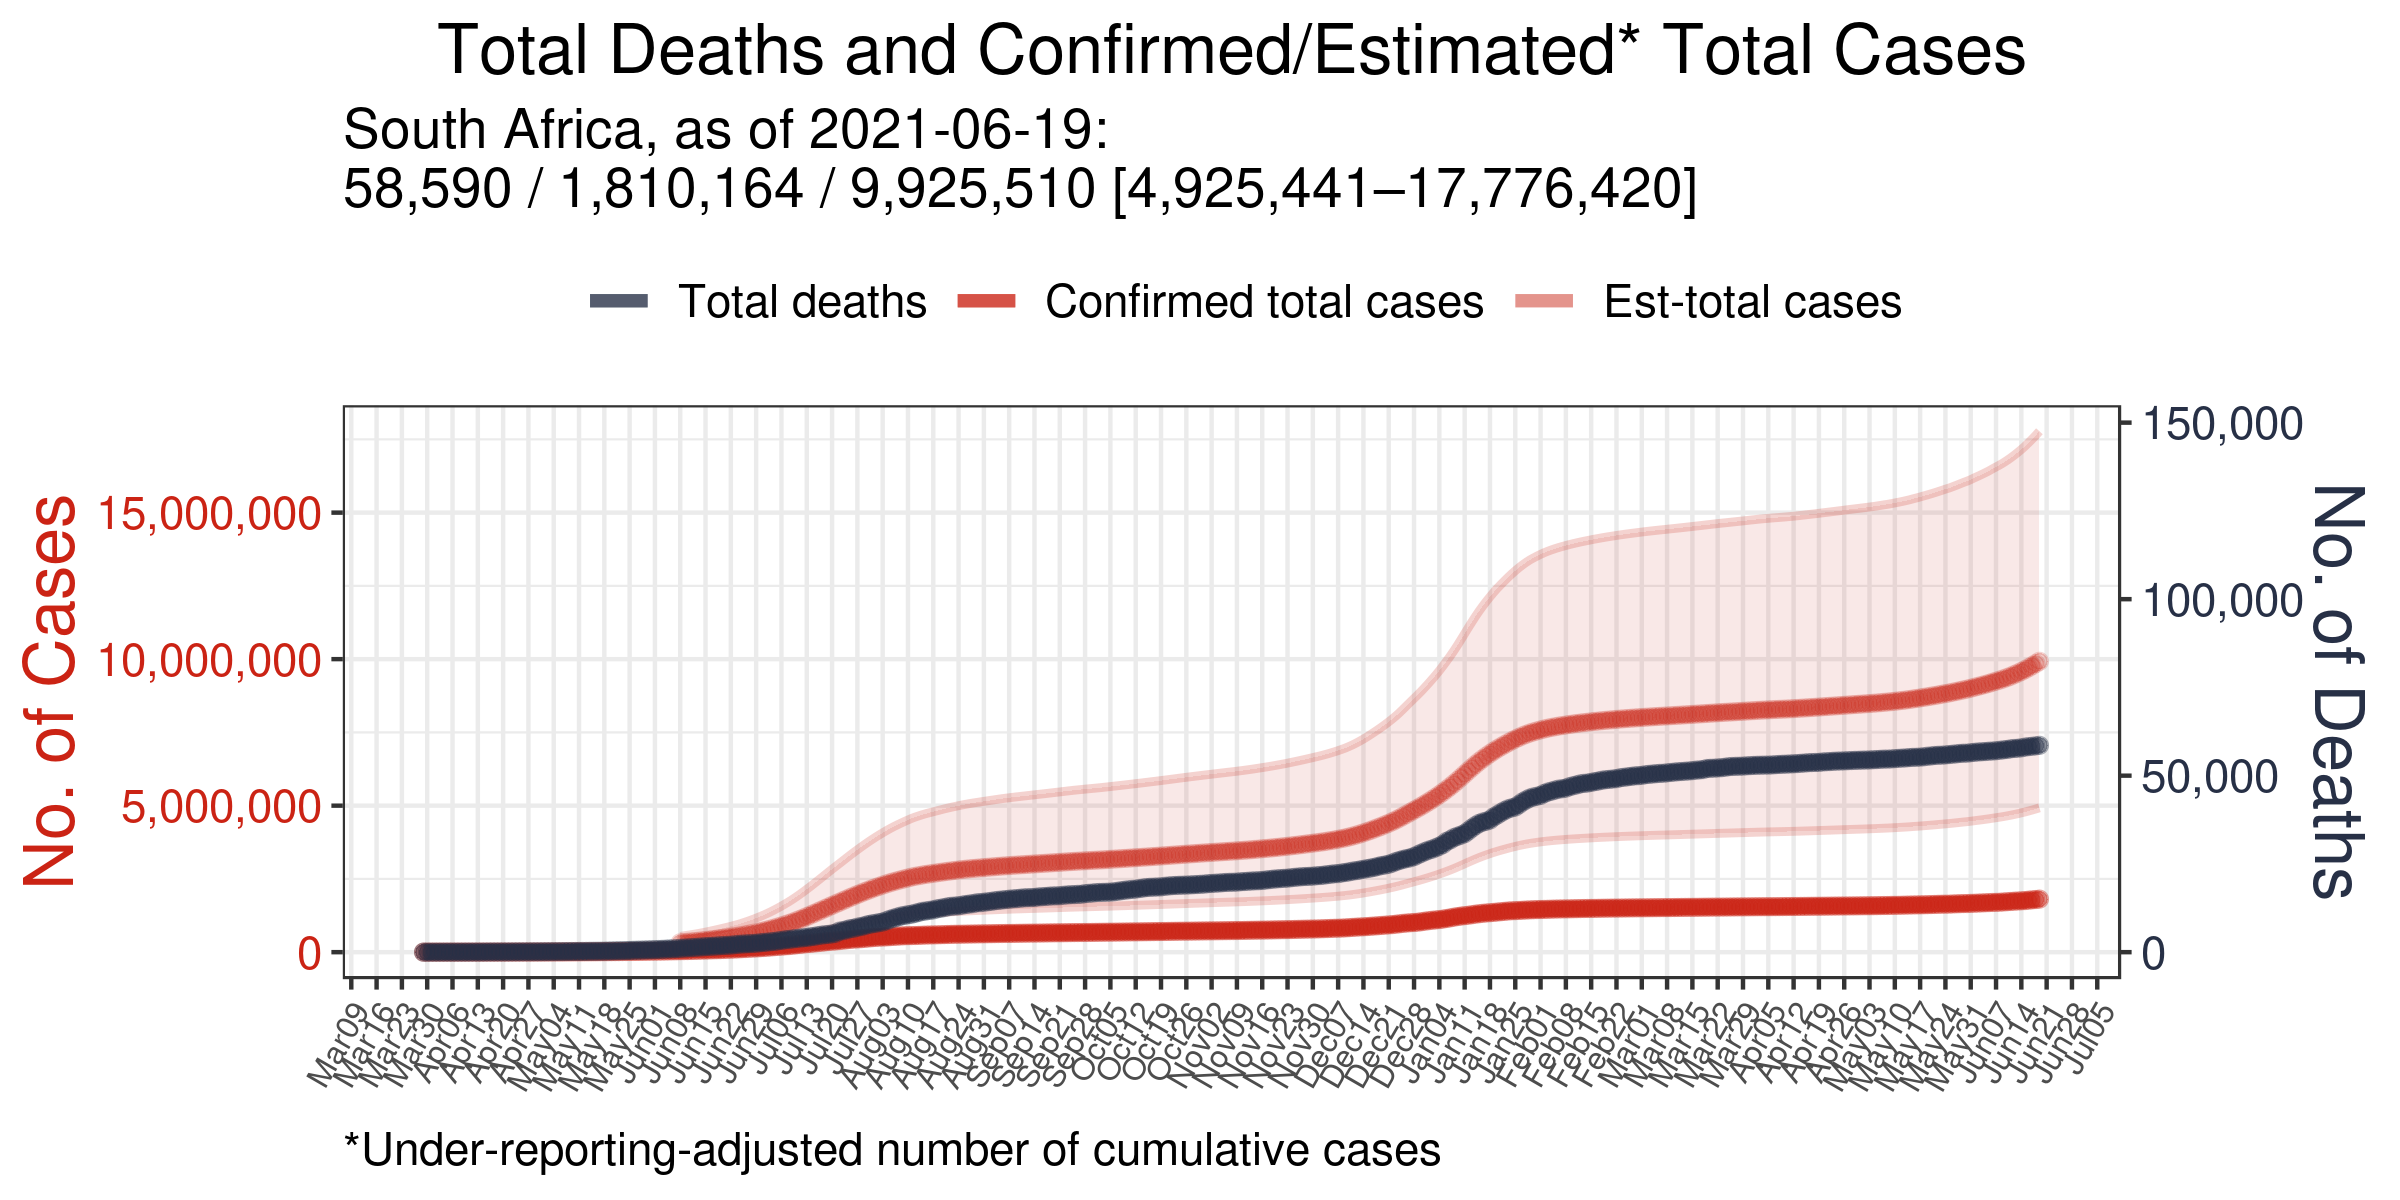 Total Deaths and Confirmed/Estimated* Total Cases
South Africa, as of 2021-06-19:
58,590 / 1,810,164 / 9,925,510 [4,925,441–17,776,420]
Total deaths
Confirmed total cases
Est-total cases
No. of Cases
15,000,000
10,000,000
5,000,000
0
150,000
100,000
50,000
0
No. of Deaths
Mar09
Mar16
Mar23
Mar30
Apr06
Apr13
Apr20
Apr27
May04
May11
May18
May25
Jun01
Jun08
Jun15
Jun22
Jun29
Jul06
Jul13
Jul20
Jul27
Aug03
Aug10
Aug17
Aug24
Aug31
Sep07
Sep14
Sep21
Sep28
Oct05
Oct12
Oct19
Oct26
Nov02
Nov09
Nov16
Nov23
Nov30
Dec07
Dec14
Dec21
Dec28
Jan04
Jan11
Jan18
Jan25
Feb01
Feb08
Feb15
Feb22
Mar01
Mar08
Mar15
Mar22
Mar29
Apr05
Apr12
Apr19
Apr26
May03
May10
May17
May24
May31
Jun07
Jun14
Jun21
Jun28
Jul05
*Under-reporting-adjusted number of cumulative cases